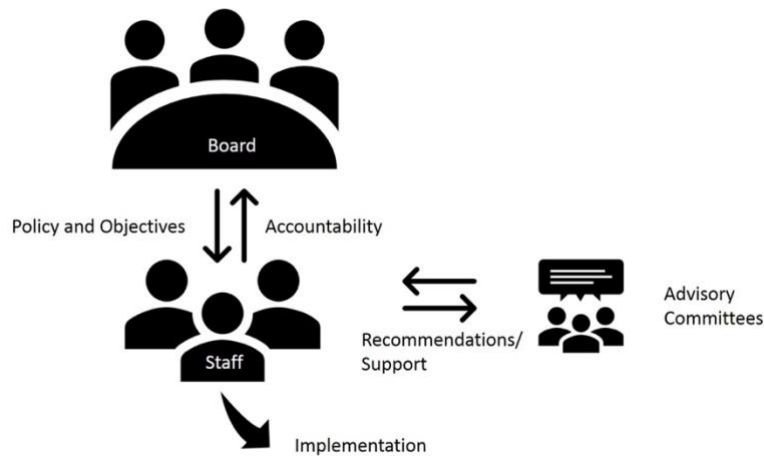 Board
Policy and Objectives
Accountability
Advisory
Committees
Recommendations/
Support
Staff
Implementation